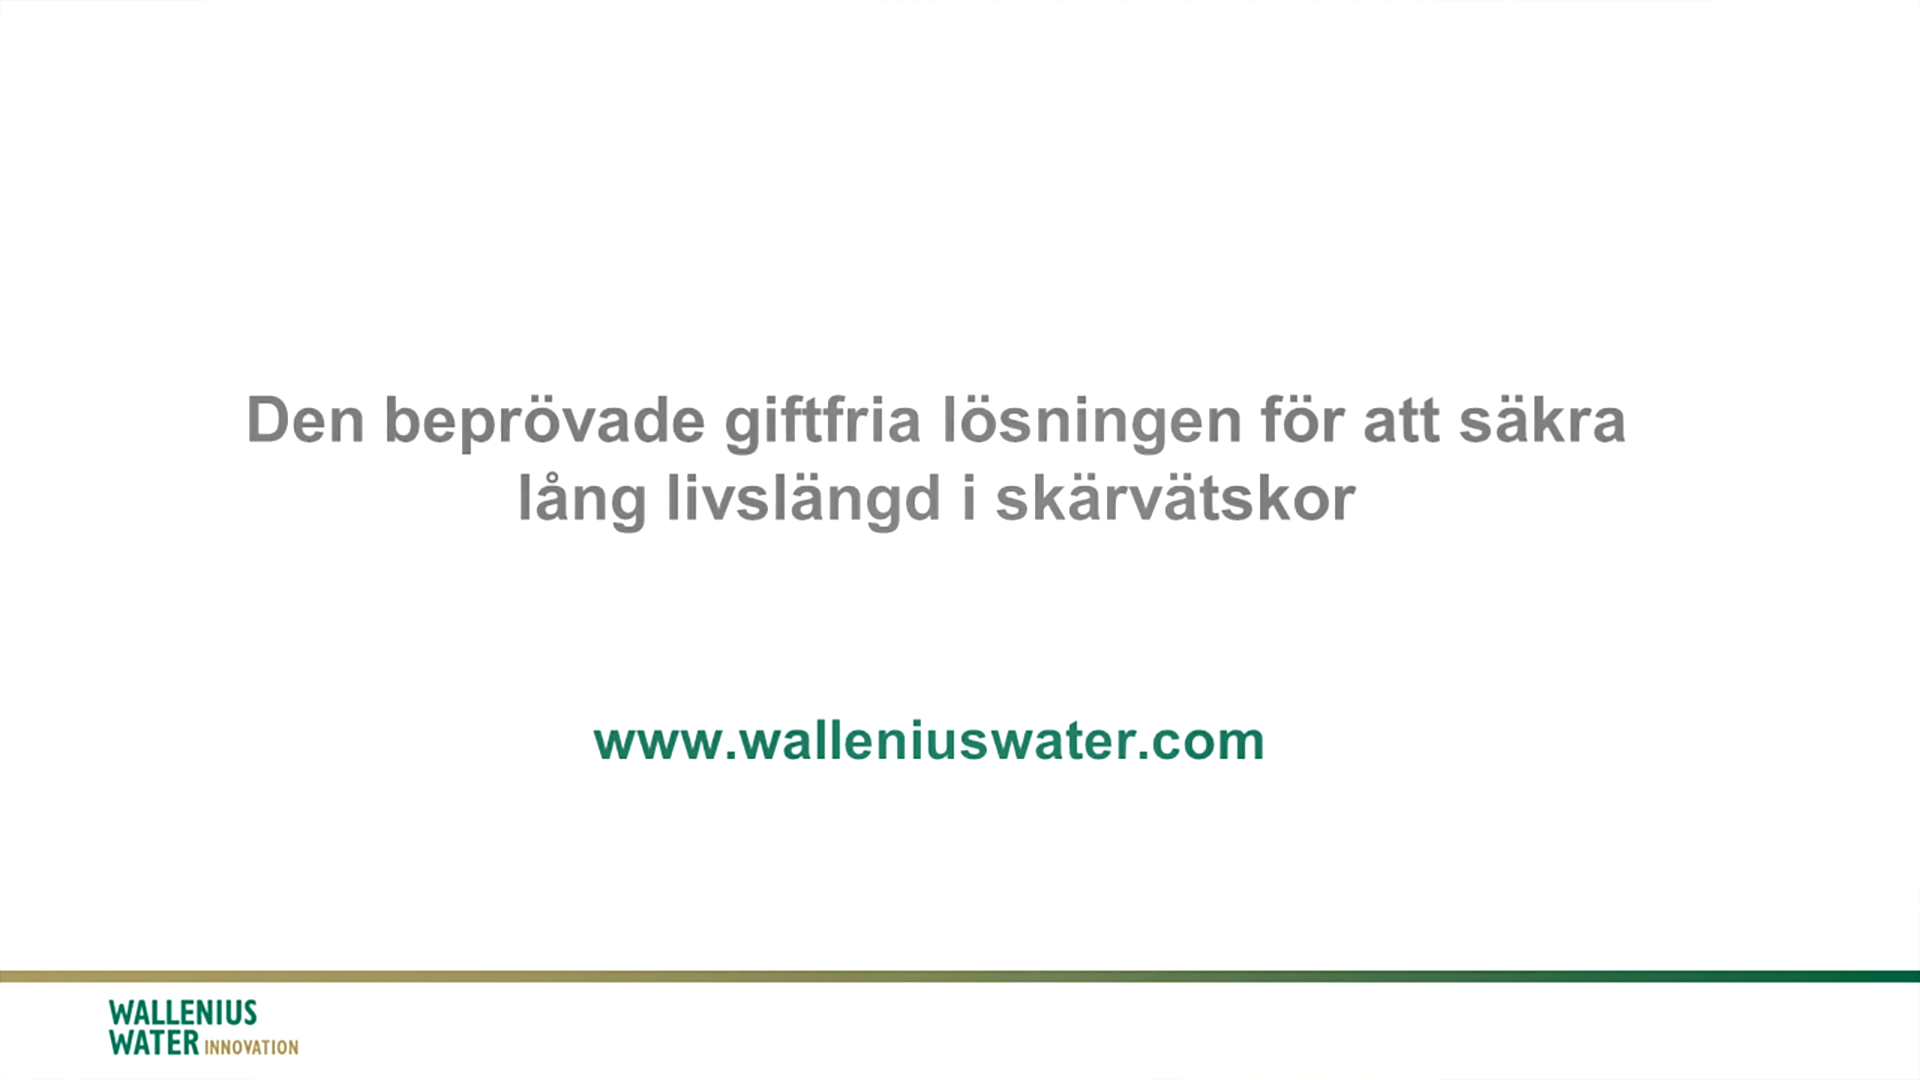 Den beprövade giftfria lösningen för att säkra
lång livslängd i skärvätskor
www.walleniuswater.com
WALLENIUS
WATER INNOVATION